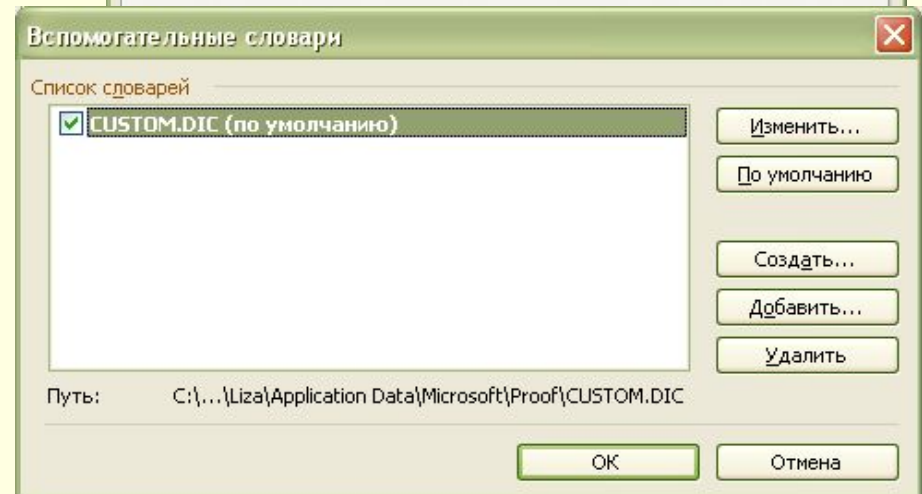 Вспомогательные словари
Список словарей
CUSTOM.DIC (по умолчанию)
Изменить...
По умолчанию
Создать...
Добавить...
Удалить
Путь: C:\...\Liza\Application Data\Microsoft\Proof\CUSTOM.DIC
ОК
Отмена